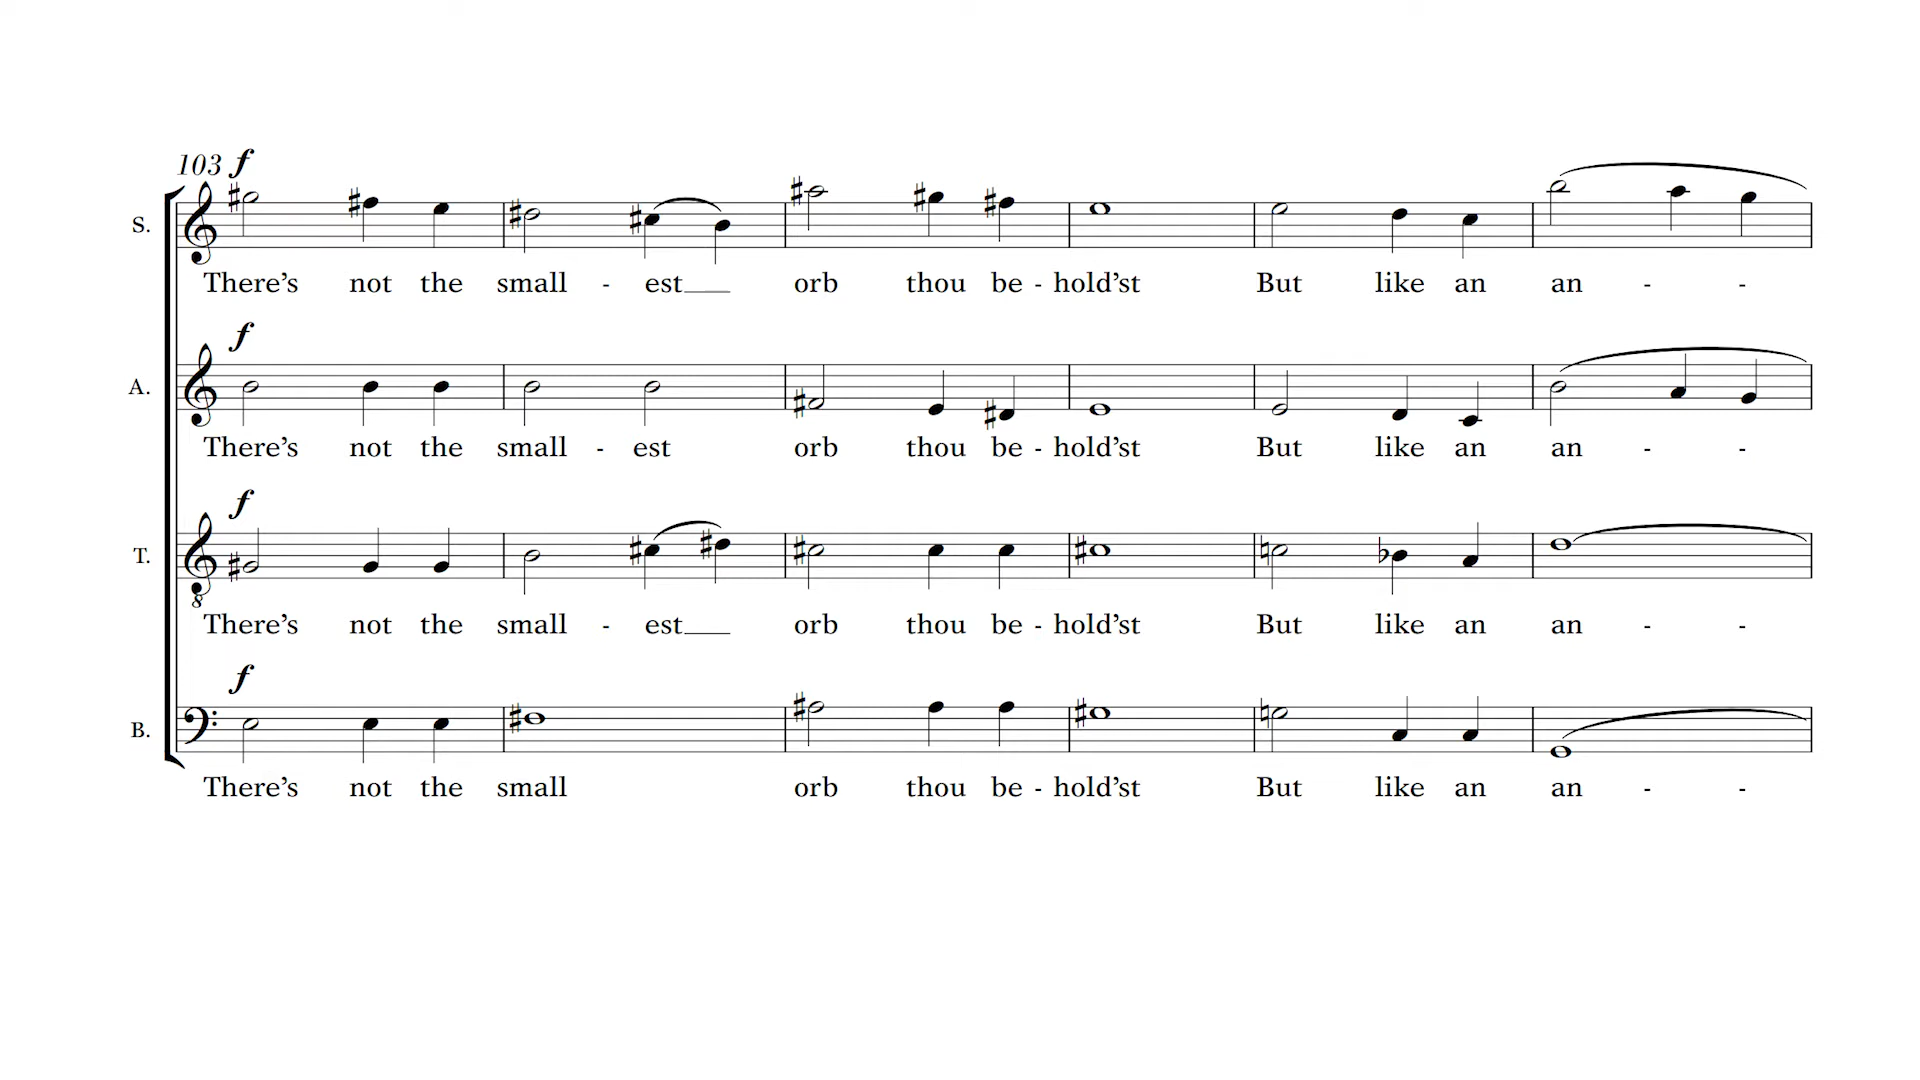 103 f
S.
There’s not the small - est orb thou be - hold’st But like an an - -
f
A.
There’s not the small - est orb thou be - hold’st But like an an - -
f
T.
8
There’s not the small - est orb thou be - hold’st But like an an - -
f
B.
There’s not the small orb thou be - hold’st But like an an - -